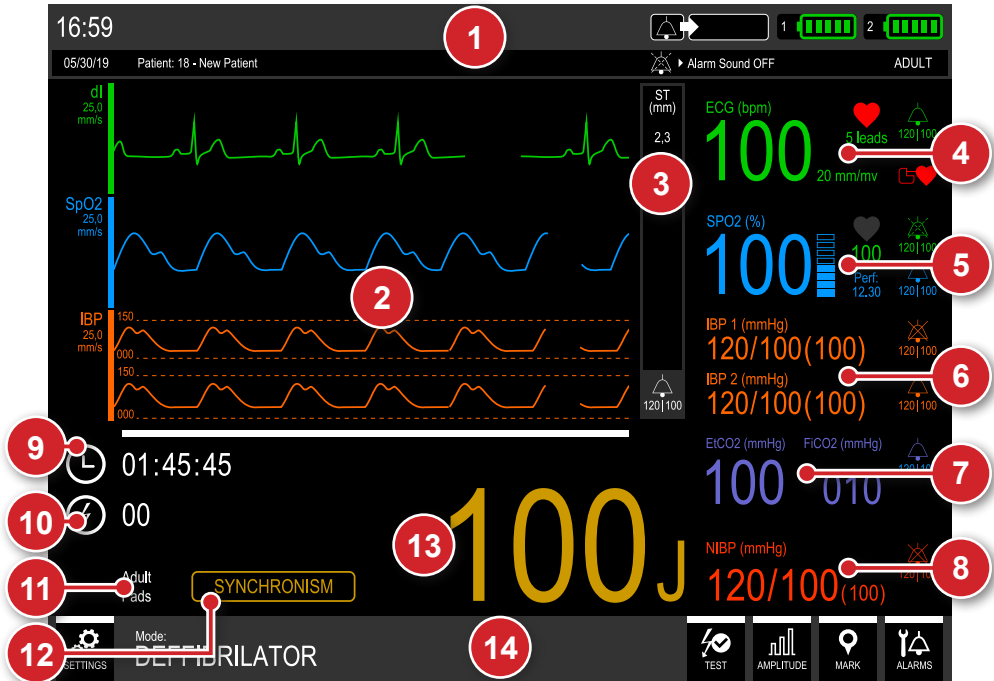 16:59
1
1
2
05/30/19
Patient: 18 - New Patient
Alarm Sound OFF
ADULT
dI
25,0
mm/s
SpO2
25,0
mm/s
IBP
25,0
mm/s
150
000
150
000
2
ST
(mm)
2,3
3
120|100
ECG (bpm)
100
5 leads
20 mm/mv
120|100
4
SPO2 (%)
100
100
Perf:
12.30
120|100
120|100
5
IBP 1 (mmHg)
120/100(100)
120|100
IBP 2 (mmHg)
120/100(100)
120|100
6
EtCO2 (mmHg)
FiCO2 (mmHg)
100
010
7
NIBP (mmHg)
120/100(100)
8
9
01:45:45
10
00
11
Adult
Pads
SYNCHRONISM
12
13
100J
SETTINGS
Mode:
DEFFIBRILATOR
14
TEST
AMPLITUDE
MARK
ALARMS